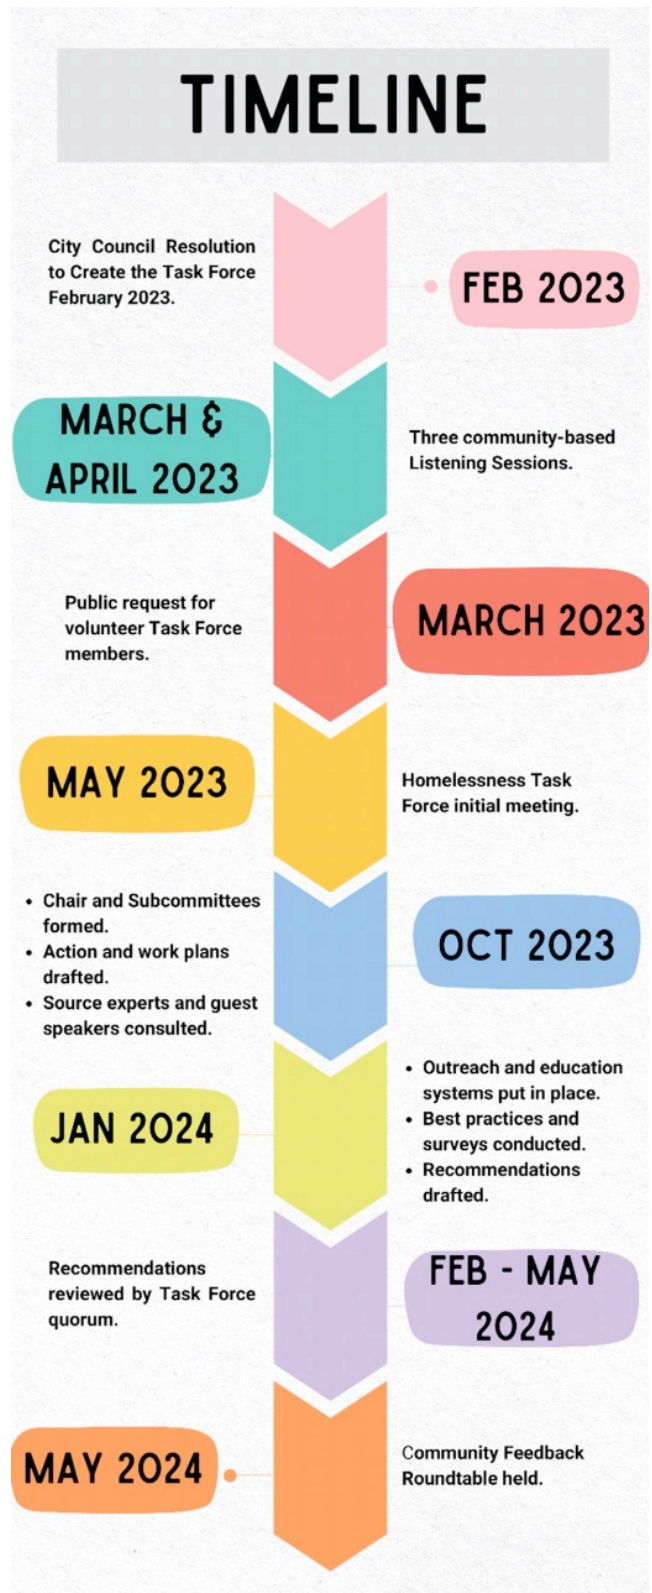 TIMELINE
City Council Resolution
to Create the Task Force
February 2023.
FEB 2023
MARCH &
APRIL 2023
Three community-based
Listening Sessions.
Public request for
volunteer Task Force
members.
MARCH 2023
MAY 2023
Homelessness Task
Force initial meeting.
• Chair and Subcommittees
formed.
• Action and work plans
drafted.
• Source experts and guest
speakers consulted.
OCT 2023
JAN 2024
• Outreach and education
systems put in place.
• Best practices and
surveys conducted.
• Recommendations
drafted.
Recommendations
reviewed by Task Force
quorum.
FEB - MAY
2024
MAY 2024
Community Feedback
Roundtable held.